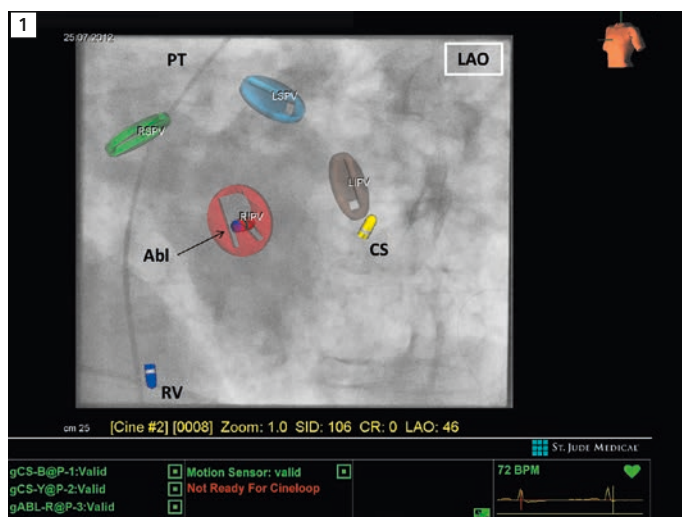 1
25.07.2012
PT
LAO
LSPV
RSPV
LIPV
RIPV
Abl
CS
RV
cm 25 [Cine #2] [0008] Zoom: 1.0 SID: 106 CR: 0 LAO: 46
ST. JUDE MEDICAL
gCS-B@P-1:Valid
Motion Sensor: valid
72 BPM
gCS-Y@P-2:Valid
Not Ready For Cineloop
gABL-R@P-3:Valid